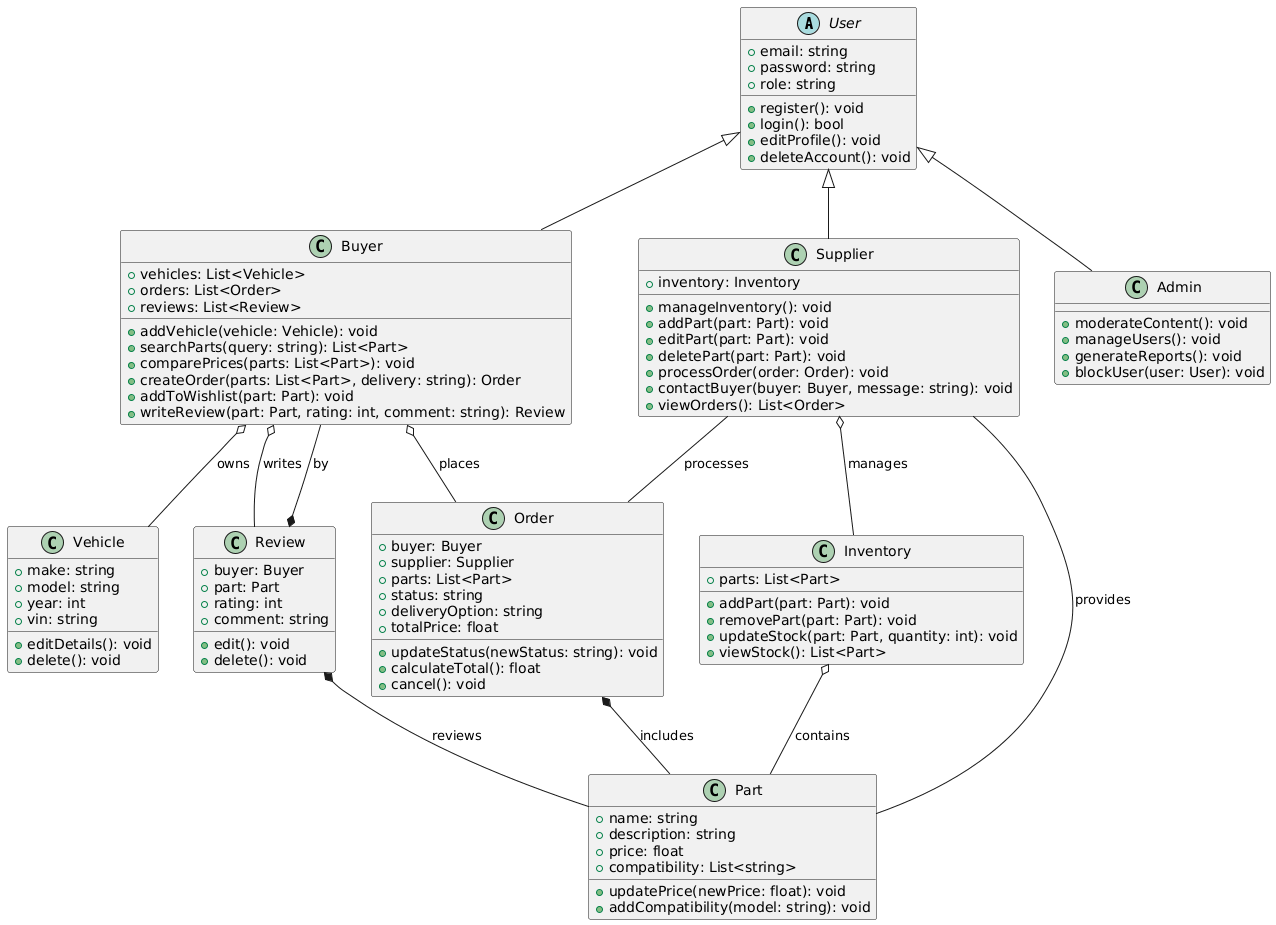 A User
email: string
password: string
role: string
register(): void
login(): bool
editProfile(): void
deleteAccount(): void
C Buyer
vehicles: List<Vehicle>
orders: List<Order>
reviews: List<Review>
addVehicle(vehicle: Vehicle): void
searchParts(query: string): List<Part>
comparePrices(parts: List<Part>): void
createOrder(parts: List<Part>, delivery: string): Order
addToWishlist(part: Part): void
writeReview(part: Part, rating: int, comment: string): Review
C Supplier
inventory: Inventory
manageInventory(): void
addPart(part: Part): void
editPart(part: Part): void
deletePart(part: Part): void
processOrder(order: Order): void
contactBuyer(buyer: Buyer, message: string): void
viewOrders(): List<Order>
C Admin
moderateContent(): void
manageUsers(): void
generateReports(): void
blockUser(user: User): void
owns
writes
by
places
processes
manages
C Vehicle
make: string
model: string
year: int
vin: string
editDetails(): void
delete(): void
C Review
buyer: Buyer
part: Part
rating: int
comment: string
edit(): void
delete(): void
C Order
buyer: Buyer
supplier: Supplier
parts: List<Part>
status: string
deliveryOption: string
totalPrice: float
updateStatus(newStatus: string): void
calculateTotal(): float
cancel(): void
C Inventory
parts: List<Part>
addPart(part: Part): void
removePart(part: Part): void
updateStock(part: Part, quantity: int): void
viewStock(): List<Part>
provides
reviews
includes
contains
C Part
name: string
description: string
price: float
compatibility: List<string>
updatePrice(newPrice: float): void
addCompatibility(model: string): void